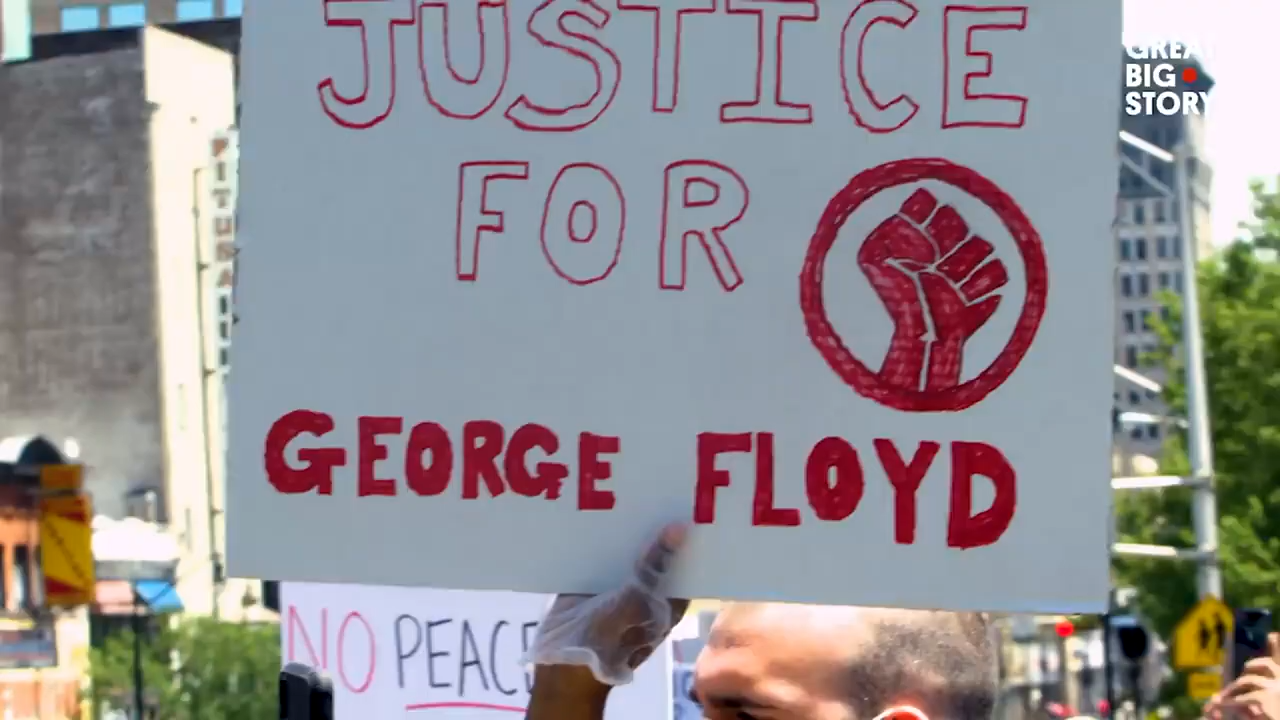 JUSTICE
FOR
GEORGE FLOYD
NO PEACE
GREAT
BIG
STORY